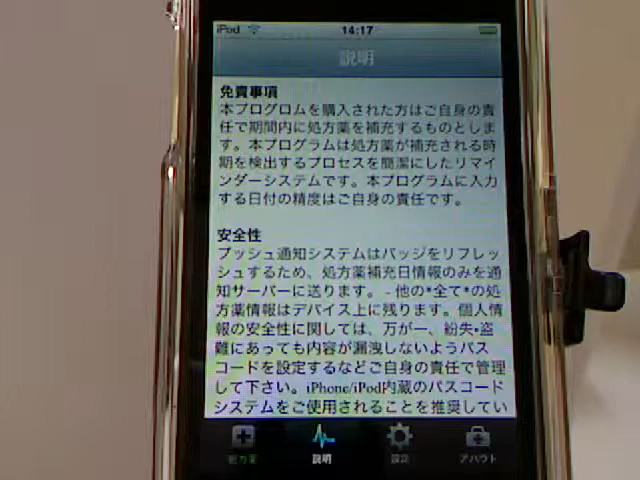 iPod 14:17
説明
免責事項
本プログロムを購入された方はご自身の責
任で期間内に処方薬を補充するものとしま
す。本プログラムは処方薬が補充される時
期を検出するプロセスを簡潔にしたリマイ
ンダーシステムです。本プログラムに入力
する日付の精度はご自身の責任です。
安全性
プッシュ通知システムはバッジをリフレッ
シュするため、処方薬補充日情報のみを通
知サーバーに送ります。- 他の*全て*の処
方薬情報はデバイス上に残ります。個人情
報の安全性に関しては、万が一、紛失・盗
難にあっても内容が漏洩しないようパス
コードを設定するなどご自身の責任で管理
して下さい。iPhone/iPod内蔵のパスコード
システムをご使用されることを推奨してい
処方薬 説明 設定 アバウト